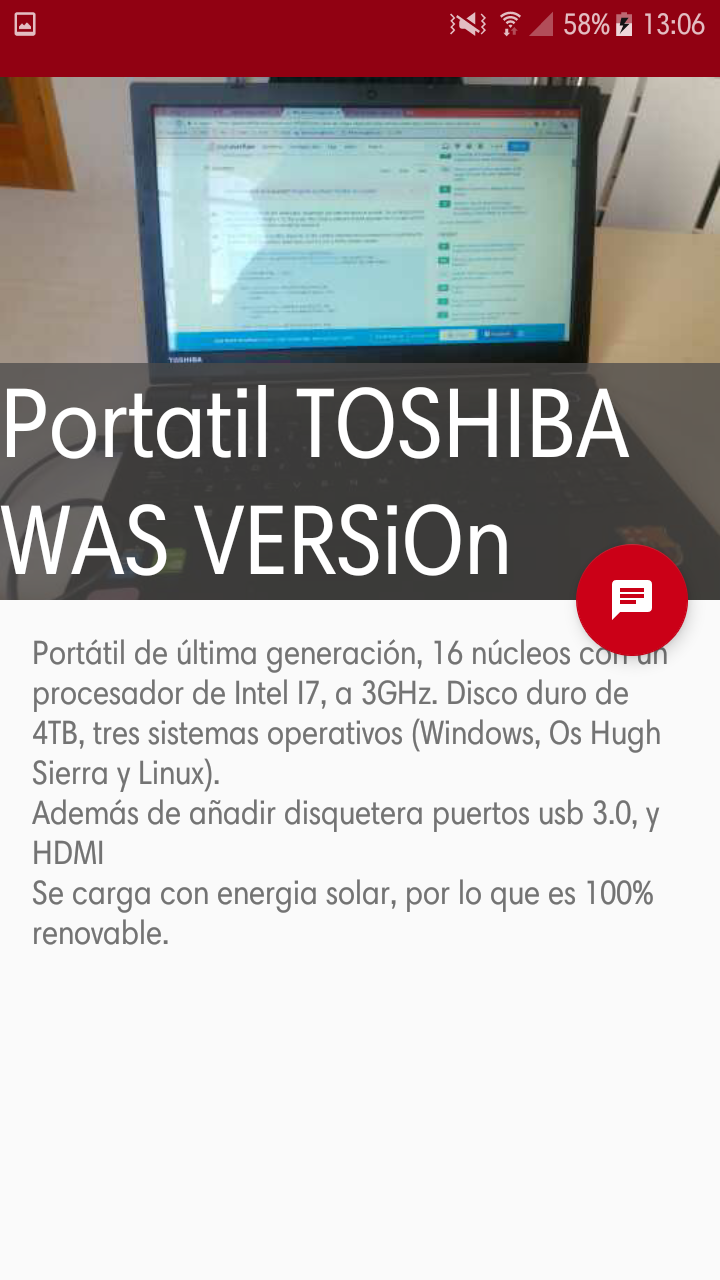 58% 13:06
TOSHIBA
Portatil TOSHIBA
WAS VERSiOn
Portátil de última generación, 16 núcleos con un
procesador de Intel I7, a 3GHz. Disco duro de
4TB, tres sistemas operativos (Windows, Os Hugh
Sierra y Linux).
Además de añadir disquetera puertos usb 3.0, y
HDMI
Se carga con energia solar, por lo que es 100%
renovable.